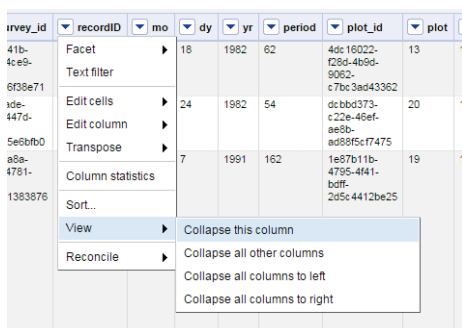 urvey_id recordID mo dy yr period plot_id plot
41b- 18 1982 62 4dc16022- 13
4ce9- f28d-4b9d-
9062-
6f38e71 c7bc3ad43362
ade- 24 1982 54 dcbbd373- 20
447d- c22e-46ef-
ae8b-
5e6bfb0 ad88f5cf7475
a8a- 7 1991 162 1e87b11b- 19
4781- 4795-4f41-
bdff-
1383876 2d5c4412be25
Facet
Text filter
Edit cells
Edit column
Transpose
Column statistics
Sort...
View
Reconcile
Collapse this column
Collapse all other columns
Collapse all columns to left
Collapse all columns to right